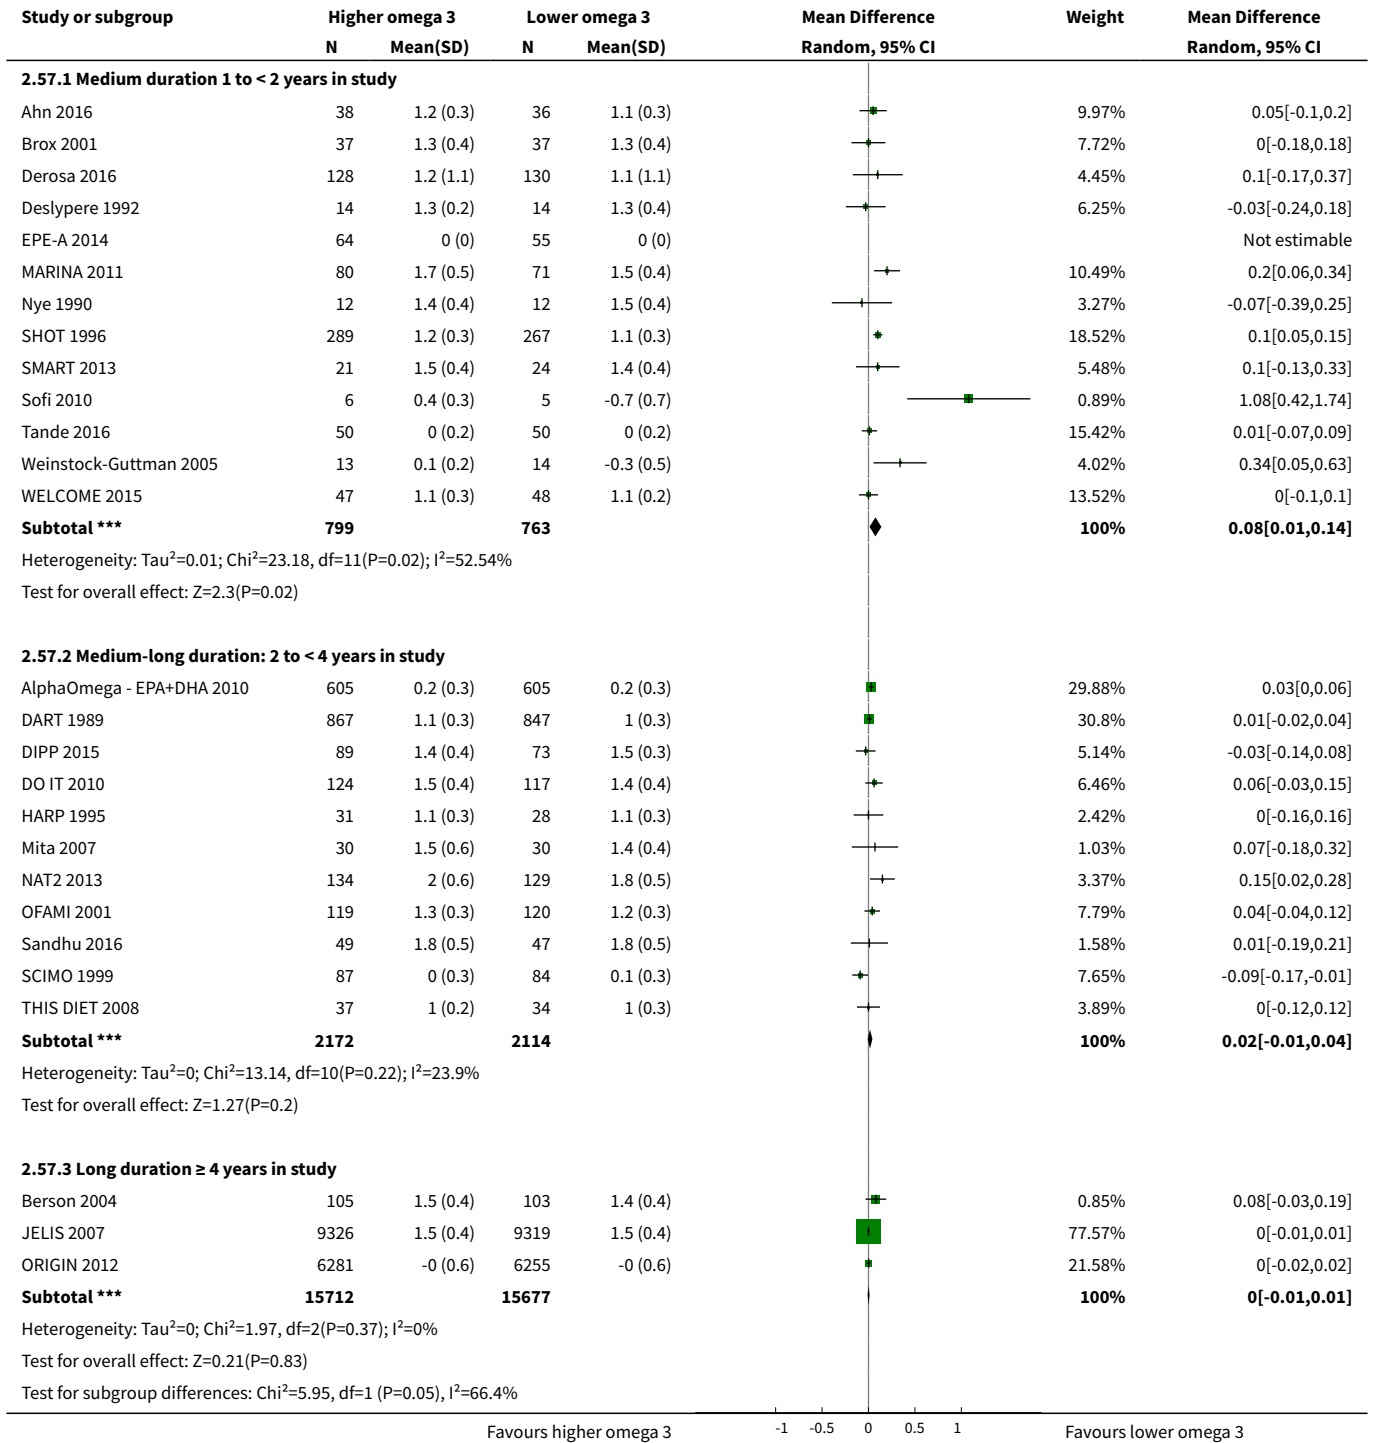 Study or subgroup Higher omega 3 Lower omega 3 Mean Difference Weight Mean Difference
N Mean(SD) N Mean(SD) Random, 95% CI Random, 95% CI
2.57.1 Medium duration 1 to < 2 years in study
Ahn 2016 38 1.2 (0.3) 36 1.1 (0.3) 9.97% 0.05[-0.1,0.2]
Brox 2001 37 1.3 (0.4) 37 1.3 (0.4) 7.72% 0[-0.18,0.18]
Derosa 2016 128 1.2 (1.1) 130 1.1 (1.1) 4.45% 0.1[-0.17,0.37]
Deslypere 1992 14 1.3 (0.2) 14 1.3 (0.4) 6.25% -0.03[-0.24,0.18]
EPE-A 2014 64 0 (0) 55 0 (0) Not estimable
MARINA 2011 80 1.7 (0.5) 71 1.5 (0.4) 10.49% 0.2[0.06,0.34]
Nye 1990 12 1.4 (0.4) 12 1.5 (0.4) 3.27% -0.07[-0.39,0.25]
SHOT 1996 289 1.2 (0.3) 267 1.1 (0.3) 18.52% 0.1[0.05,0.15]
SMART 2013 21 1.5 (0.4) 24 1.4 (0.4) 5.48% 0.1[-0.13,0.33]
Sofi 2010 6 0.4 (0.3) 5 -0.7 (0.7) 0.89% 1.08[0.42,1.74]
Tande 2016 50 0 (0.2) 50 0 (0.2) 15.42% 0.01[-0.07,0.09]
Weinstock-Guttman 2005 13 0.1 (0.2) 14 -0.3 (0.5) 4.02% 0.34[0.05,0.63]
WELCOME 2015 47 1.1 (0.3) 48 1.1 (0.2) 13.52% 0[-0.1,0.1]
Subtotal *** 799 763 100% 0.08[0.01,0.14]
Heterogeneity: Tau²=0.01; Chi²=23.18, df=11(P=0.02); I²=52.54%
Test for overall effect: Z=2.3(P=0.02)
2.57.2 Medium-long duration: 2 to < 4 years in study
AlphaOmega - EPA+DHA 2010 605 0.2 (0.3) 605 0.2 (0.3) 29.88% 0.03[0,0.06]
DART 1989 867 1.1 (0.3) 847 1 (0.3) 30.8% 0.01[-0.02,0.04]
DIPP 2015 89 1.4 (0.4) 73 1.5 (0.3) 5.14% -0.03[-0.14,0.08]
DO IT 2010 124 1.5 (0.4) 117 1.4 (0.4) 6.46% 0.06[-0.03,0.15]
HARP 1995 31 1.1 (0.3) 28 1.1 (0.3) 2.42% 0[-0.16,0.16]
Mita 2007 30 1.5 (0.6) 30 1.4 (0.4) 1.03% 0.07[-0.18,0.32]
NAT2 2013 134 2 (0.6) 129 1.8 (0.5) 3.37% 0.15[0.02,0.28]
OFAMI 2001 119 1.3 (0.3) 120 1.2 (0.3) 7.79% 0.04[-0.04,0.12]
Sandhu 2016 49 1.8 (0.5) 47 1.8 (0.5) 1.58% 0.01[-0.19,0.21]
SCIMO 1999 87 0 (0.3) 84 0.1 (0.3) 7.65% -0.09[-0.17,-0.01]
THIS DIET 2008 37 1 (0.2) 34 1 (0.3) 3.89% 0[-0.12,0.12]
Subtotal *** 2172 2114 100% 0.02[-0.01,0.04]
Heterogeneity: Tau²=0; Chi²=13.14, df=10(P=0.22); I²=23.9%
Test for overall effect: Z=1.27(P=0.2)
2.57.3 Long duration ≥ 4 years in study
Berson 2004 105 1.5 (0.4) 103 1.4 (0.4) 0.85% 0.08[-0.03,0.19]
JELIS 2007 9326 1.5 (0.4) 9319 1.5 (0.4) 77.57% 0[-0.01,0.01]
ORIGIN 2012 6281 -0 (0.6) 6255 -0 (0.6) 21.58% 0[-0.02,0.02]
Subtotal *** 15712 15677 100% 0[-0.01,0.01]
Heterogeneity: Tau²=0; Chi²=1.97, df=2(P=0.37); I²=0%
Test for overall effect: Z=0.21(P=0.83)
Test for subgroup differences: Chi²=5.95, df=1 (P=0.05), I²=66.4%
Favours higher omega 3 -1 -0.5 0 0.5 1 Favours lower omega 3